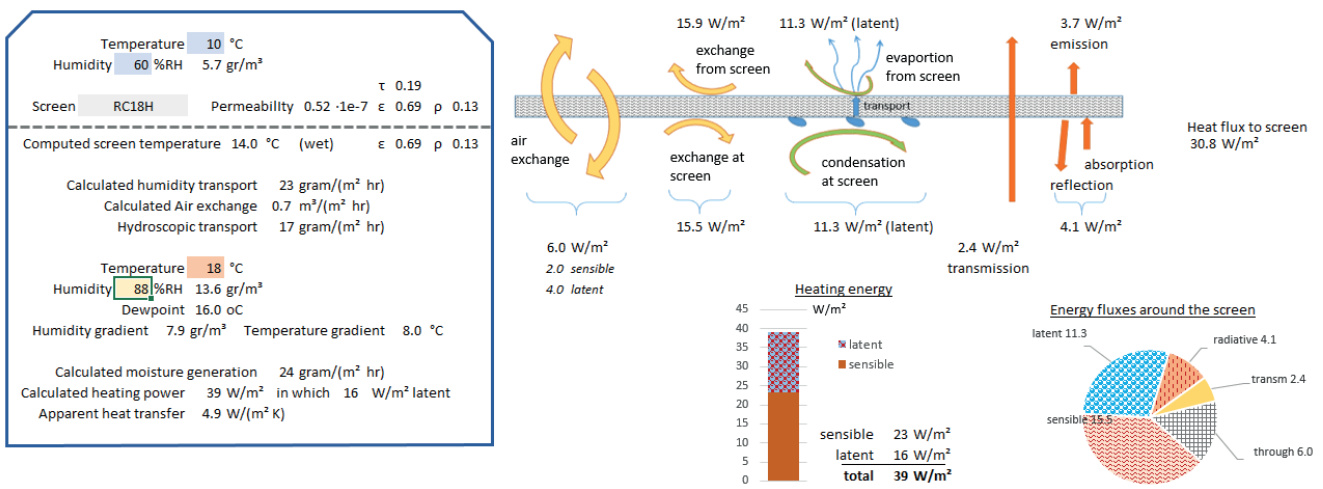 Temperature 10 °C
Humidity 60 %RH 5.7 gr/m³
τ 0.19
Screen RC18H Permeability 0.52 ·1e-7 ε 0.69 ρ 0.13
Computed screen temperature 14.0 °C (wet) ε 0.69 ρ 0.13
Calculated humidity transport 23 gram/(m² hr)
Calculated Air exchange 0.7 m³/(m² hr)
Hydroscopic transport 17 gram/(m² hr)
Temperature 18 °C
Humidity 88 %RH 13.6 gr/m³
Dewpoint 16.0 oC
Humidity gradient 7.9 gr/m³ Temperature gradient 8.0 °C
Calculated moisture generation 24 gram/(m² hr)
Calculated heating power 39 W/m² in which 16 W/m² latent
Apparent heat transfer 4.9 W/(m² K)
15.9 W/m² 11.3 W/m² (latent) 3.7 W/m²
emission
exchange
from screen
evaportion
from screen
transport
air
exchange
exchange at
screen
condensation
at screen
absorption
reflection
Heat flux to screen
30.8 W/m²
6.0 W/m²
2.0 sensible
4.0 latent
15.5 W/m²
11.3 W/m² (latent)
2.4 W/m²
transmission
4.1 W/m²
Heating energy
W/m²
45
40
35
30
25
20
15
10
5
0
latent
sensible
sensible 23 W/m²
latent 16 W/m²
total 39 W/m²
Energy fluxes around the screen
latent 11.3
radiative 4.1
transm 2.4
sensible 15.5
through 6.0